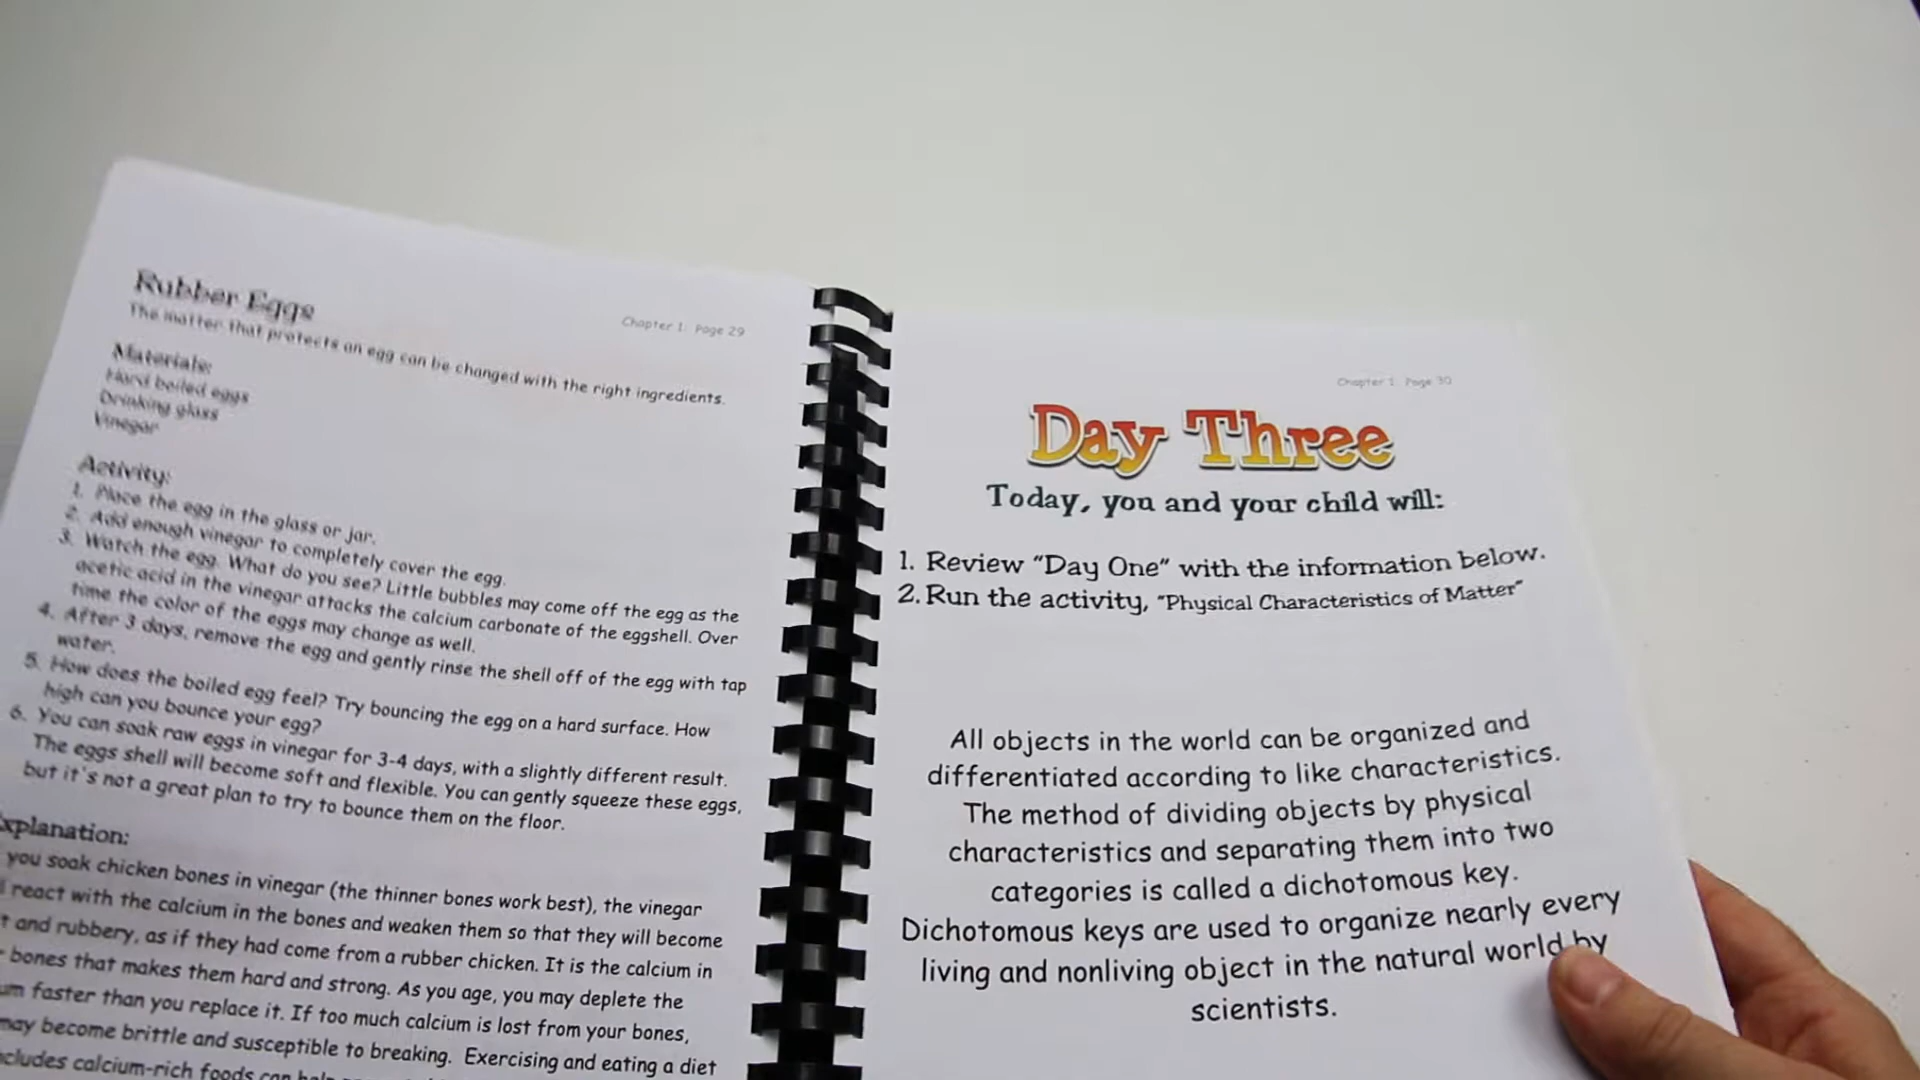 Rubber Eggs
Chapter 1: Page 29
The matter that protects an egg can be changed with the right ingredients.
Materials:
Hard boiled eggs
Drinking glass
Vinegar
Activity:
1. Place the egg in the glass or jar.
2. Add enough vinegar to completely cover the egg.
3. Watch the egg. What do you see? Little bubbles may come off the egg as the
acetic acid in the vinegar attacks the calcium carbonate of the eggshell. Over
time the color of the eggs may change as well.
4. After 3 days, remove the egg and gently rinse the shell off of the egg with tap
water.
5. How does the boiled egg feel? Try bouncing the egg on a hard surface. How
high can you bounce your egg?
6. You can soak raw eggs in vinegar for 3-4 days, with a slightly different result.
The eggs shell will become soft and flexible. You can gently squeeze these eggs,
but it's not a great plan to try to bounce them on the floor.
xplanation:
you soak chicken bones in vinegar (the thinner bones work best), the vinegar
react with the calcium in the bones and weaken them so that they will become
t and rubbery, as if they had come from a rubber chicken. It is the calcium in
bones that makes them hard and strong. As you age, you may deplete the
um faster than you replace it. If too much calcium is lost from your bones,
may become brittle and susceptible to breaking. Exercising and eating a diet
cludes calcium-rich foods can
Chapter 1: Page 30
Day Three
Today, you and your child will:
1. Review "Day One" with the information below.
2. Run the activity, "Physical Characteristics of Matter"
All objects in the world can be organized and
differentiated according to like characteristics.
The method of dividing objects by physical
characteristics and separating them into two
categories is called a dichotomous key.
Dichotomous keys are used to organize nearly every
living and nonliving object in the natural world by
scientists.